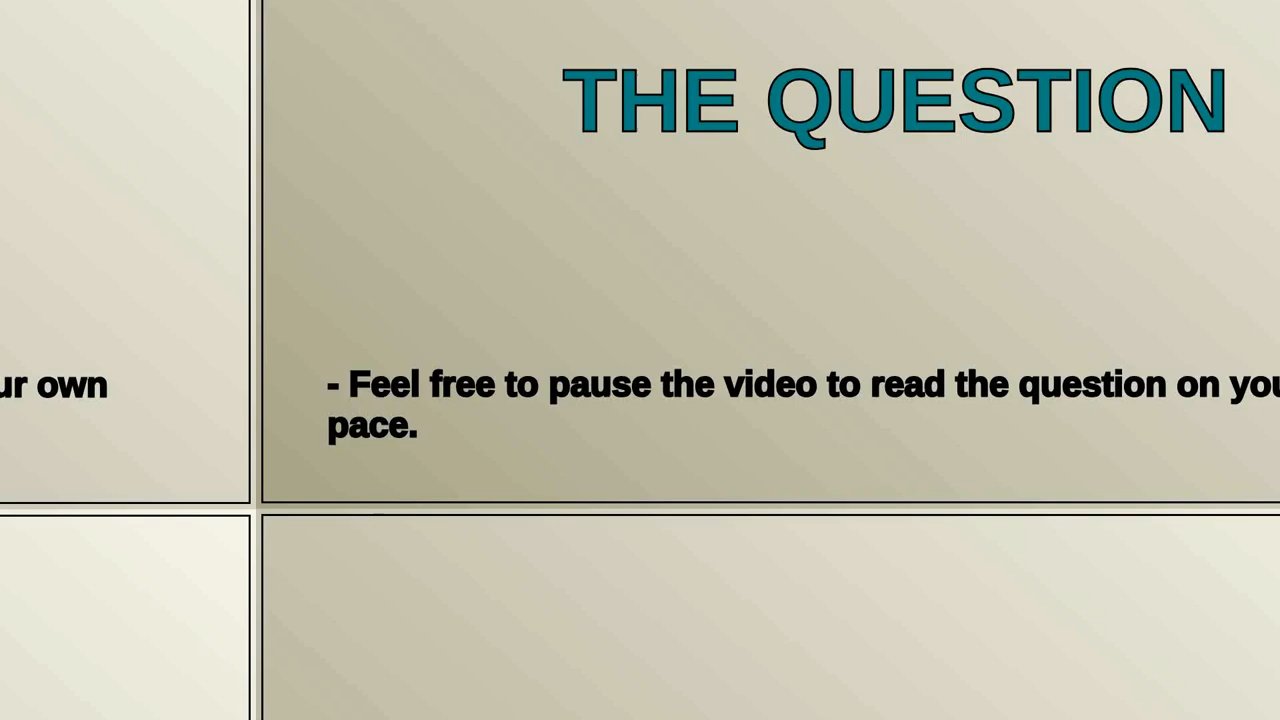 THE QUESTION
ur own
- Feel free to pause the video to read the question on you
pace.